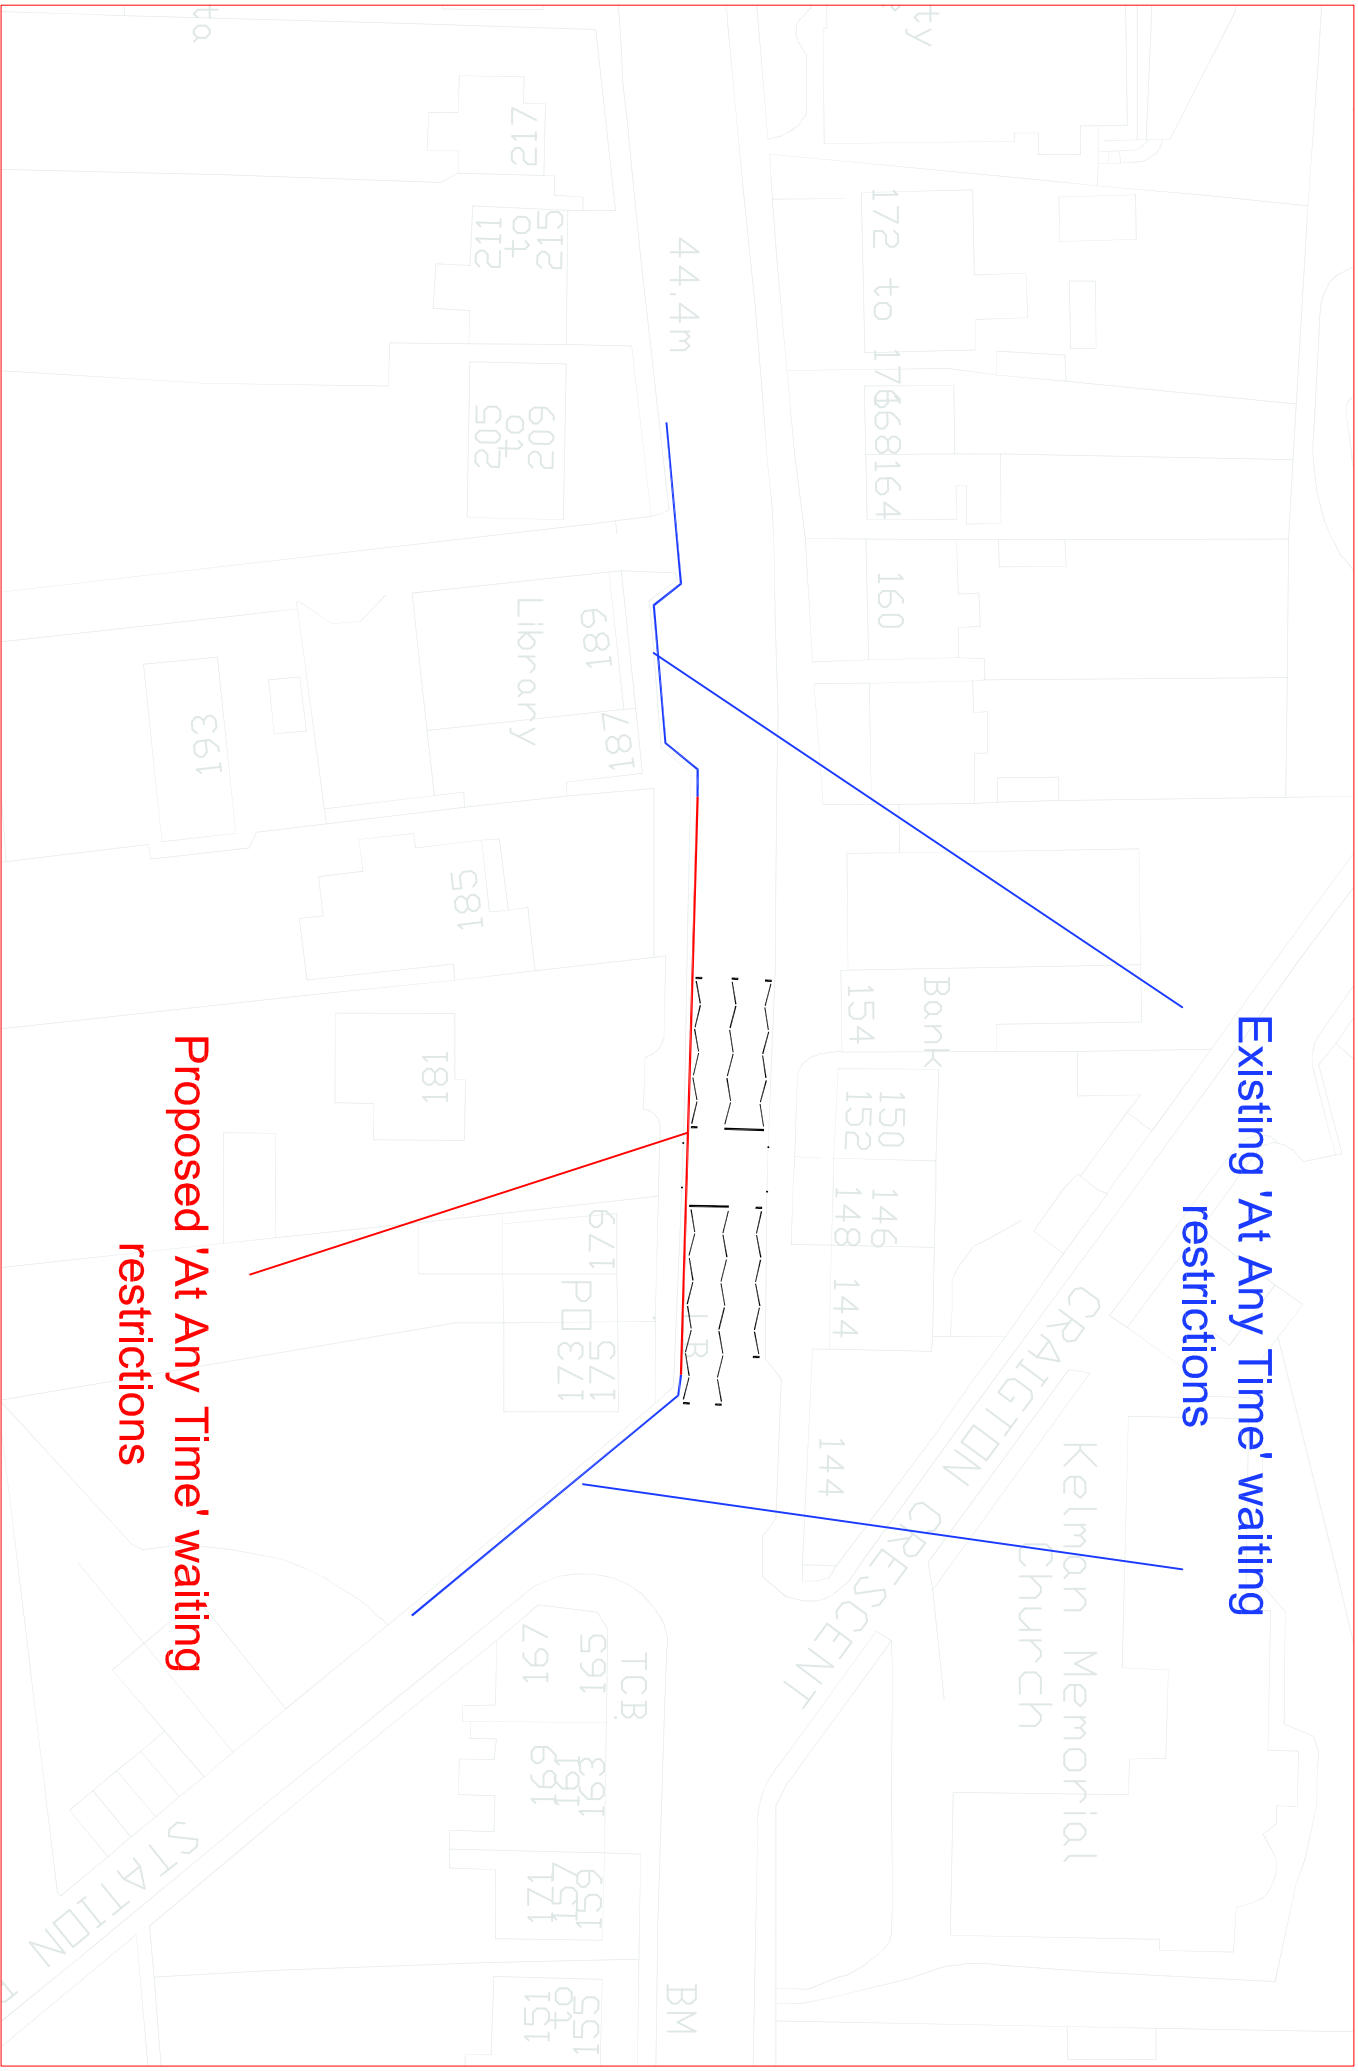 Existing 'At Any Time' waiting
restrictions
Proposed 'At Any Time' waiting
restrictions
ty
172 to 176
168
164
160
44.4m
217
211
to
215
205
to
209
Library
189
187
193
185
181
Bank
154
150
152
146
148
144
144
179
173
175
LB
CRAIGTON CRESCENT
Kelman Memorial
Church
TCB
167
165
169
161
163
171
157
159
151
to
155
BM
STATION